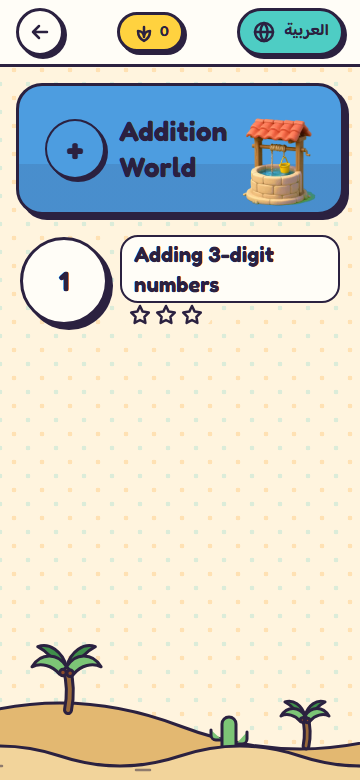 0
العربية
+
Addition
World
1
Adding 3-digit
numbers